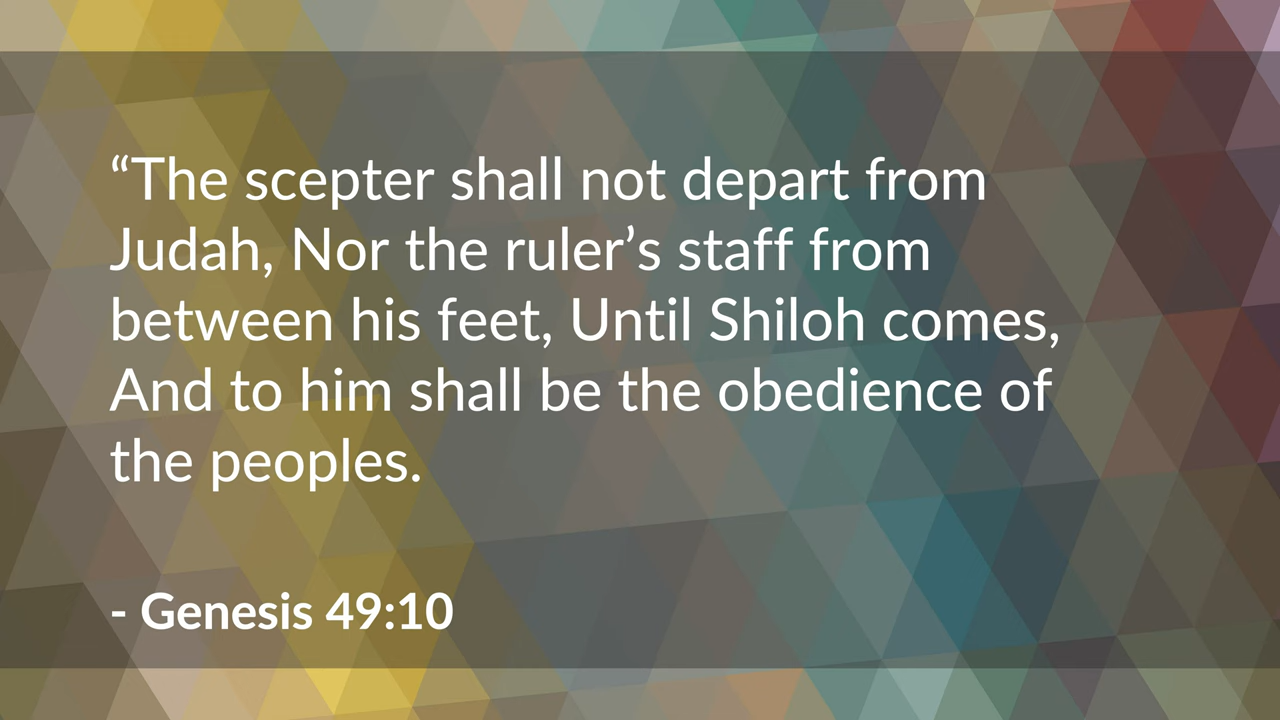 “The scepter shall not depart from
Judah, Nor the ruler’s staff from
between his feet, Until Shiloh comes,
And to him shall be the obedience of
the peoples.
- Genesis 49:10